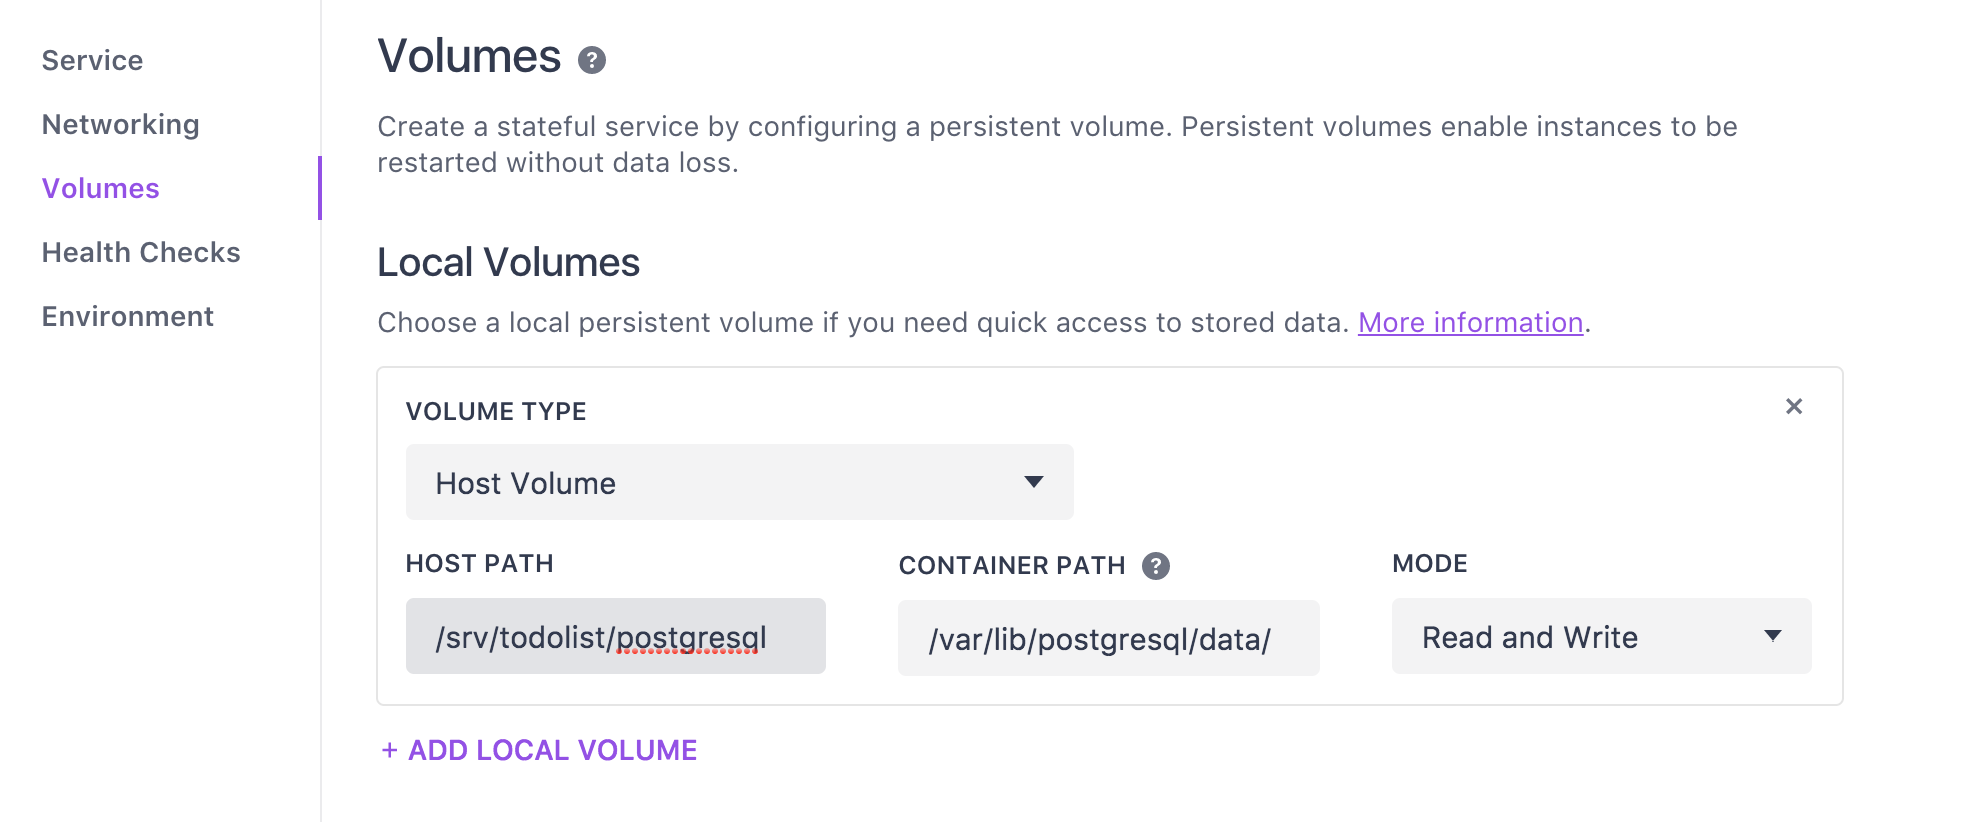 Service
Networking
Volumes
Health Checks
Environment
Volumes ?
Create a stateful service by configuring a persistent volume. Persistent volumes enable instances to be
restarted without data loss.
Local Volumes
Choose a local persistent volume if you need quick access to stored data. More information.
VOLUME TYPE
Host Volume
HOST PATH
/srv/todolist/postgresql
CONTAINER PATH ?
/var/lib/postgresql/data/
MODE
Read and Write
+ ADD LOCAL VOLUME